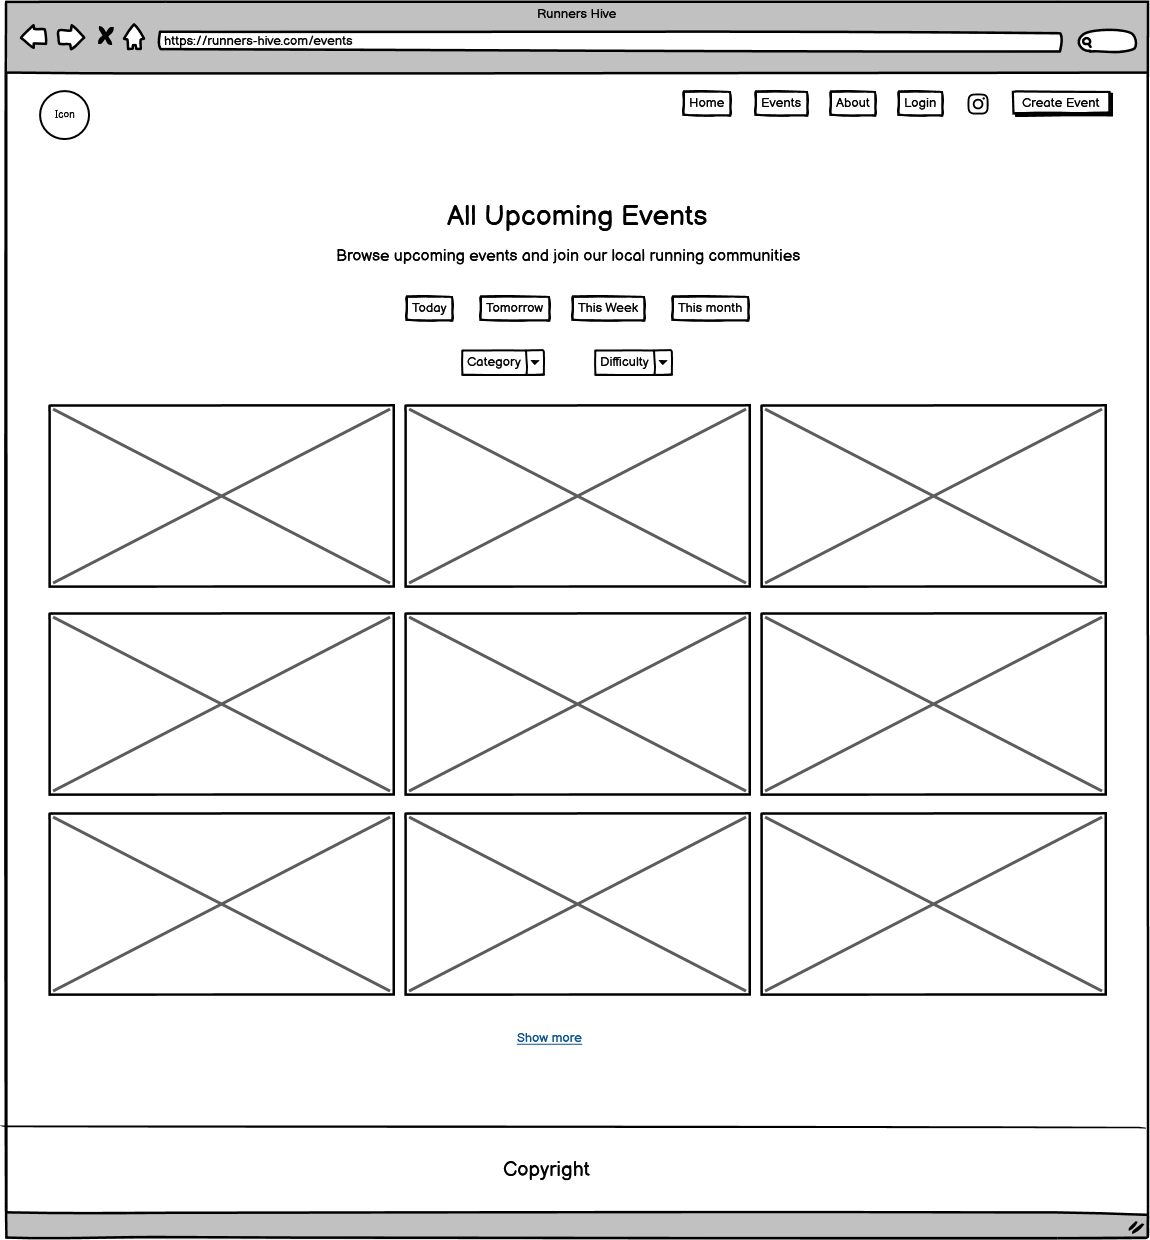 Runners Hive
https://runners-hive.com/events
Icon
Home
Events
About
Login
Create Event
All Upcoming Events
Browse upcoming events and join our local running communities
Today
Tomorrow
This Week
This month
Category
Difficulty
Show more
Copyright